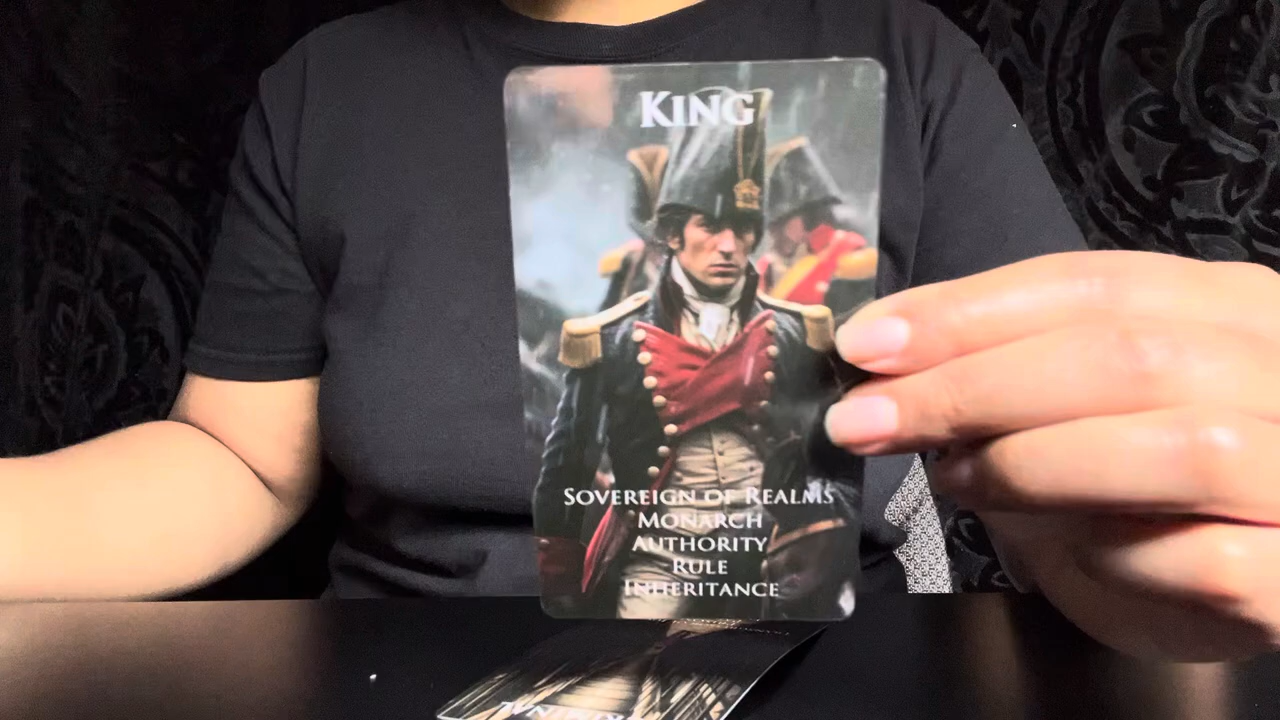 King
Sovereign of Realms
Monarch
Authority
Rule
Inheritance